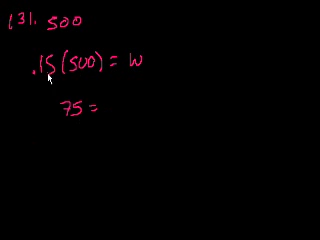 131. 500
.15(500) = W
75 =